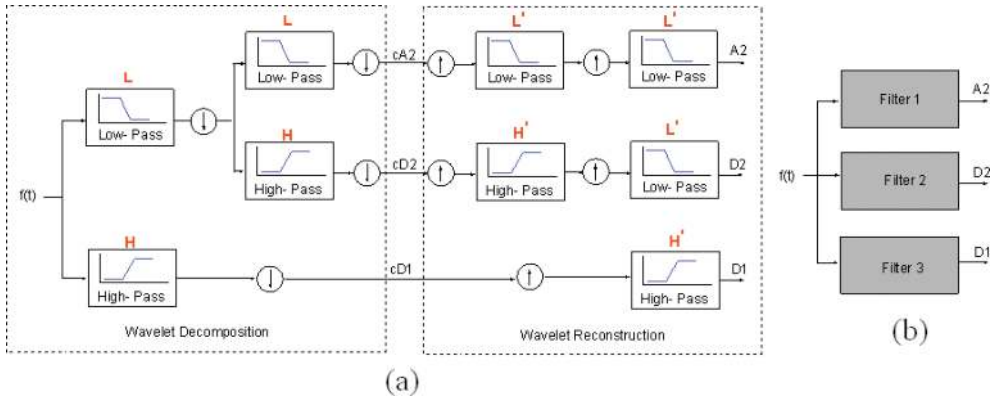 L
Low- Pass
L
Low- Pass
H
High- Pass
f(t)
H
High- Pass
Wavelet Decomposition
cA2
cD2
cD1
L'
Low- Pass
L'
Low- Pass
A2
H'
High- Pass
L'
Low- Pass
D2
H'
High- Pass
D1
Wavelet Reconstruction
(a)
f(t)
Filter 1
A2
Filter 2
D2
Filter 3
D1
(b)